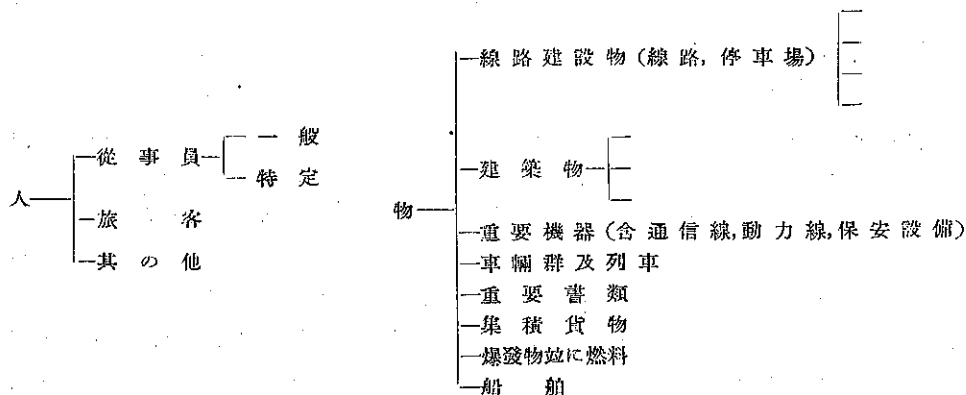 人
從事員
一般
特定
旅客
其の他
物
線路建設物(線路,停車場)
建築物
重要機器(含通信線,動力線,保安設備)
車輛群及列車
重要書類
集積貨物
爆發物竝に燃料
船舶